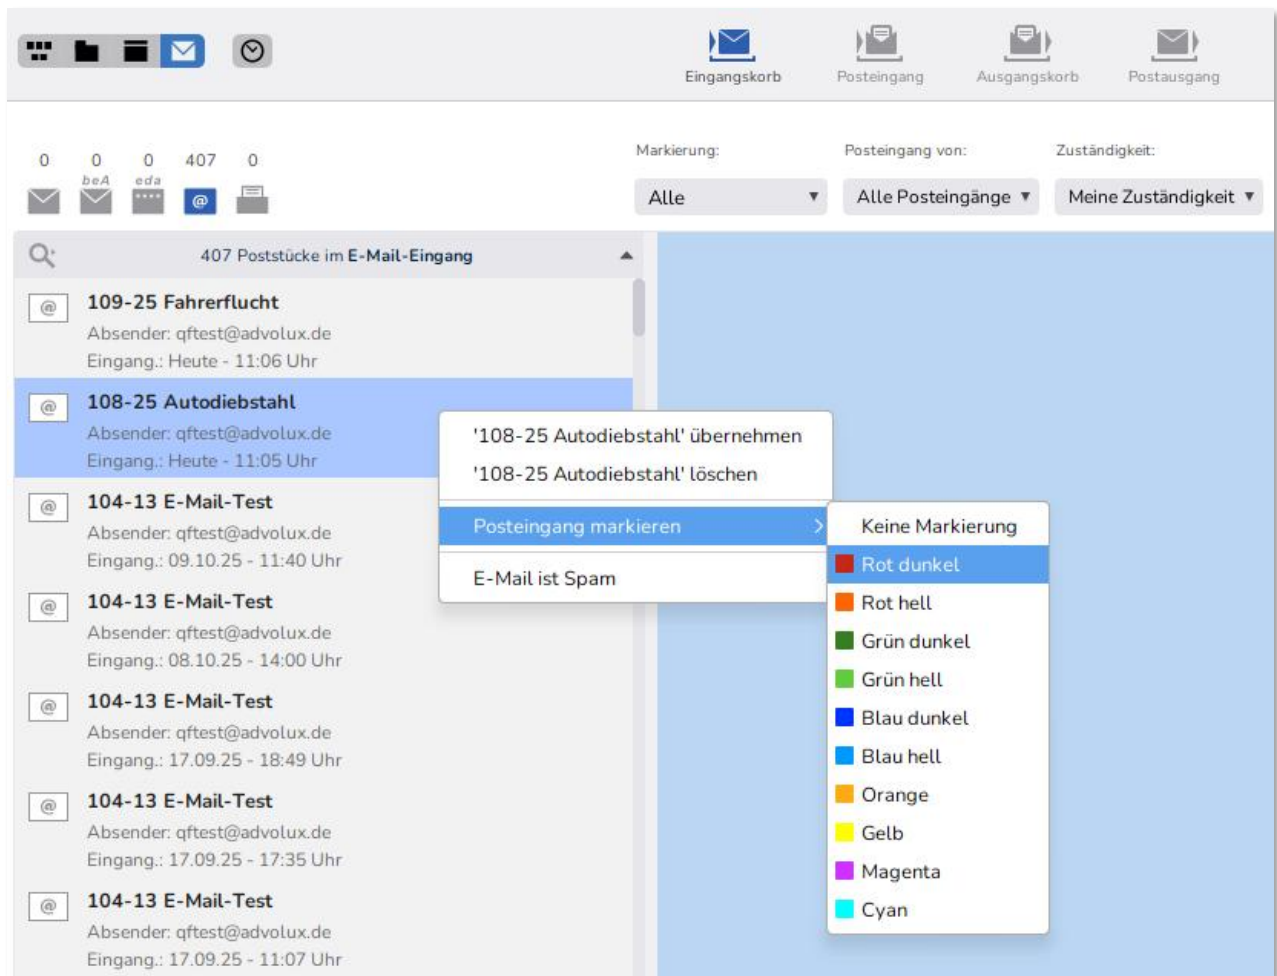 Eingangskorb
Posteingang
Ausgangskorb
Postausgang
0
0
0
407
0
beA
eda
@
Markierung:
Posteingang von:
Zuständigkeit:
Alle
Alle Posteingänge
Meine Zuständigkeit
407 Poststücke im E-Mail-Eingang
@
109-25 Fahrerflucht
Absender: qftest@advolux.de
Eingang.: Heute - 11:06 Uhr
@
108-25 Autodiebstahl
Absender: qftest@advolux.de
Eingang.: Heute - 11:05 Uhr
@
104-13 E-Mail-Test
Absender: qftest@advolux.de
Eingang.: 09.10.25 - 11:40 Uhr
@
104-13 E-Mail-Test
Absender: qftest@advolux.de
Eingang.: 08.10.25 - 14:00 Uhr
@
104-13 E-Mail-Test
Absender: qftest@advolux.de
Eingang.: 17.09.25 - 18:49 Uhr
@
104-13 E-Mail-Test
Absender: qftest@advolux.de
Eingang.: 17.09.25 - 17:35 Uhr
@
104-13 E-Mail-Test
Absender: qftest@advolux.de
Eingang.: 17.09.25 - 11:07 Uhr
'108-25 Autodiebstahl' übernehmen
'108-25 Autodiebstahl' löschen
Posteingang markieren
E-Mail ist Spam
Keine Markierung
Rot dunkel
Rot hell
Grün dunkel
Grün hell
Blau dunkel
Blau hell
Orange
Gelb
Magenta
Cyan